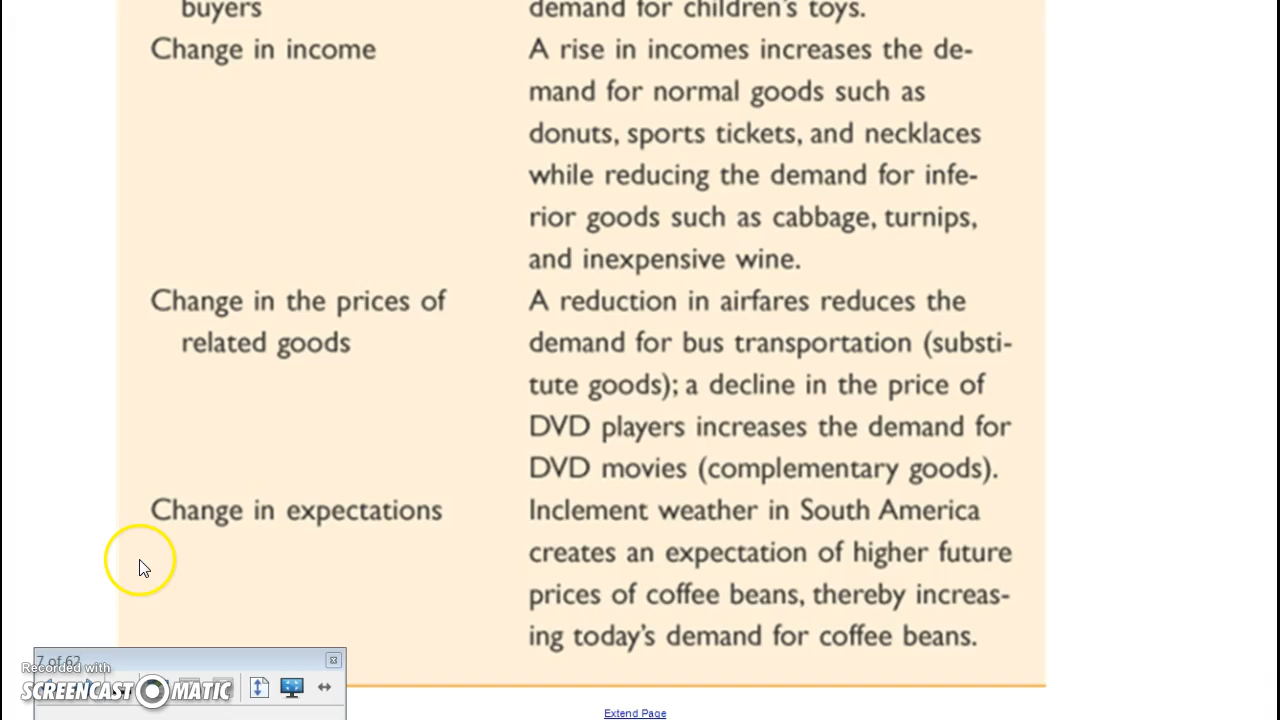 buyers
demand for children's toys.
Change in income
A rise in incomes increases the de-
mand for normal goods such as
donuts, sports tickets, and necklaces
while reducing the demand for infe-
rior goods such as cabbage, turnips,
and inexpensive wine.
Change in the prices of
related goods
A reduction in airfares reduces the
demand for bus transportation (substi-
tute goods); a decline in the price of
DVD players increases the demand for
DVD movies (complementary goods).
Change in expectations
Inclement weather in South America
creates an expectation of higher future
prices of coffee beans, thereby increas-
ing today's demand for coffee beans.
7 of 62
Recorded with
SCREENCAST MATIC
Extend Page